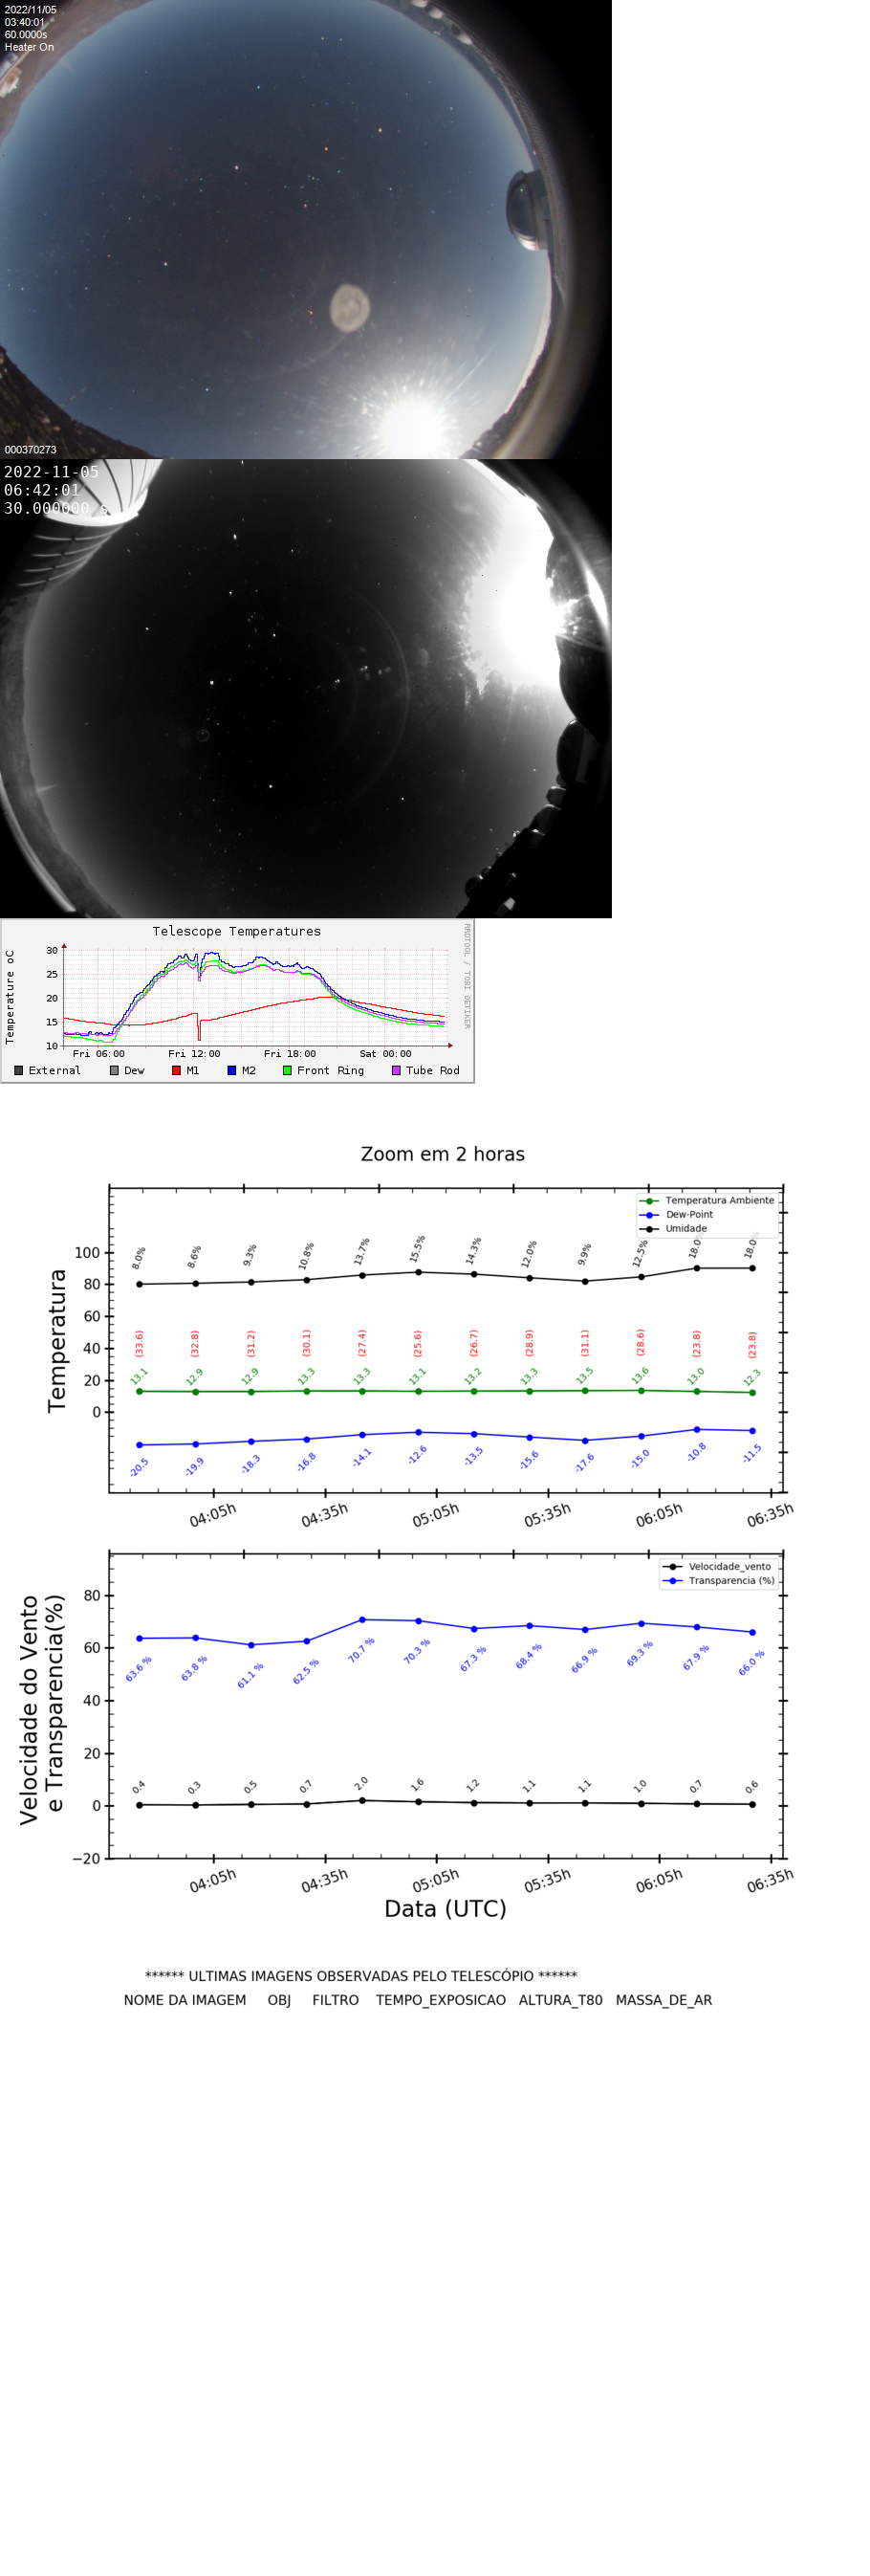 2022/11/05
03:40:01
60.0000s
Heater On
000370273
2022-11-05
06:42:01
30.000000 s
Telescope Temperatures
RRDTOOL / TOBI OETIKER
Temperature oC
30
25
20
15
10
Fri 06:00 Fri 12:00 Fri 18:00 Sat 00:00
External Dew M1 M2 Front Ring Tube Rod
Zoom em 2 horas
Temperatura Ambiente
Dew-Point
Umidade
Temperatura
100
80
60
40
20
0
8.0% 8.6% 9.3% 10.8% 13.7% 15.5% 14.3% 12.0% 9.9% 12.5% 18.0% 18.0%
(33.6) (32.8) (31.2) (30.1) (27.4) (25.6) (26.7) (28.9) (31.1) (28.6) (23.8) (23.8)
13.1 12.9 12.9 13.3 13.3 13.1 13.2 13.3 13.5 13.6 13.0 12.3
-20.5 -19.9 -18.3 -16.8 -14.1 -12.6 -13.5 -15.6 -17.6 -15.0 -10.8 -11.5
04:05h 04:35h 05:05h 05:35h 06:05h 06:35h
Velocidade_vento
Transparencia (%)
Velocidade do Vento
e Transparencia(%)
80
60
40
20
0
−20
63.6 % 63.8 % 61.1 % 62.5 % 70.7 % 70.3 % 67.3 % 68.4 % 66.9 % 69.3 % 67.9 % 66.0 %
0.4 0.3 0.5 0.7 2.0 1.6 1.2 1.1 1.1 1.0 0.7 0.6
04:05h 04:35h 05:05h 05:35h 06:05h 06:35h
Data (UTC)
****** ULTIMAS IMAGENS OBSERVADAS PELO TELESCÓPIO ******
NOME DA IMAGEM OBJ FILTRO TEMPO_EXPOSICAO ALTURA_T80 MASSA_DE_AR